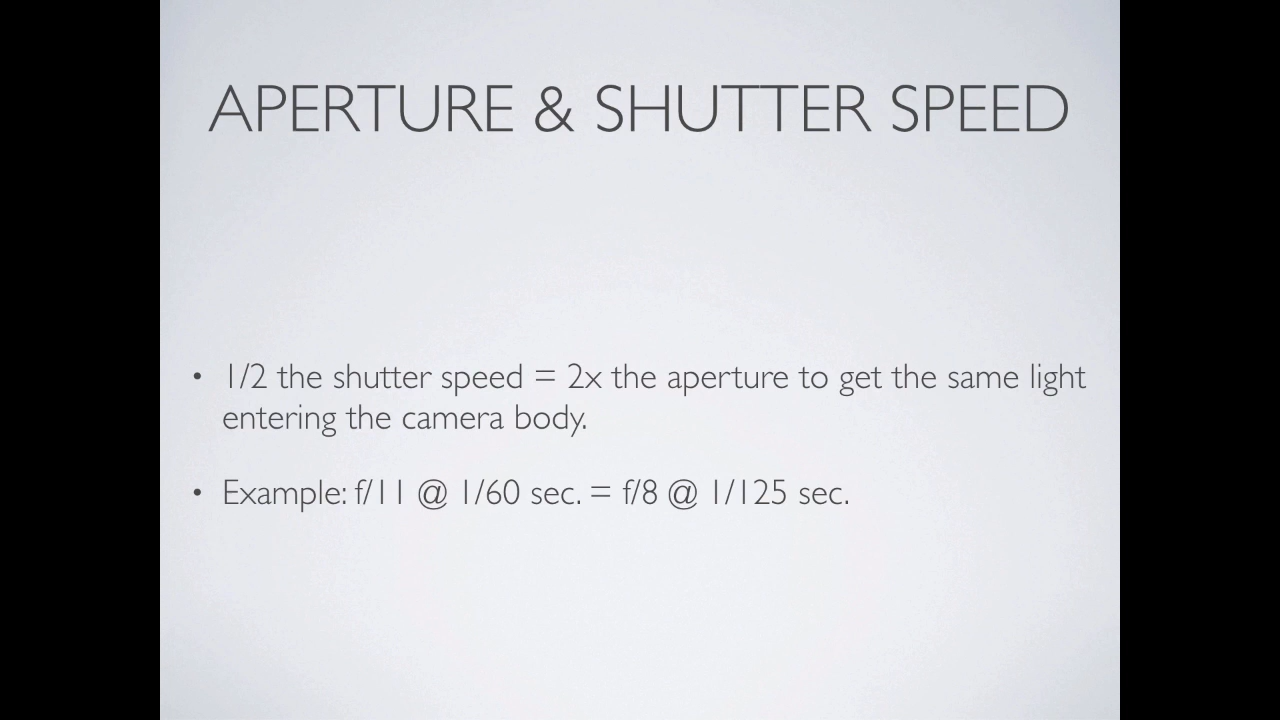 APERTURE & SHUTTER SPEED
• 1/2 the shutter speed = 2x the aperture to get the same light
entering the camera body.
• Example: f/11 @ 1/60 sec. = f/8 @ 1/125 sec.